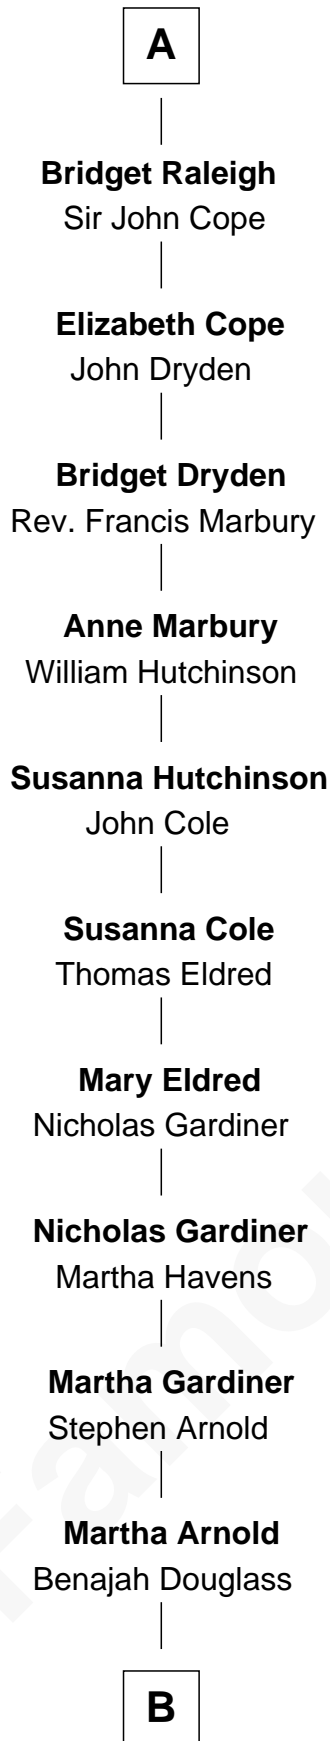 A
Bridget Raleigh
Sir John Cope
Elizabeth Cope
John Dryden
Bridget Dryden
Rev. Francis Marbury
Anne Marbury
William Hutchinson
Susanna Hutchinson
John Cole
Susanna Cole
Thomas Eldred
Mary Eldred
Nicholas Gardiner
Nicholas Gardiner
Martha Havens
Martha Gardiner
Stephen Arnold
Martha Arnold
Benajah Douglass
B